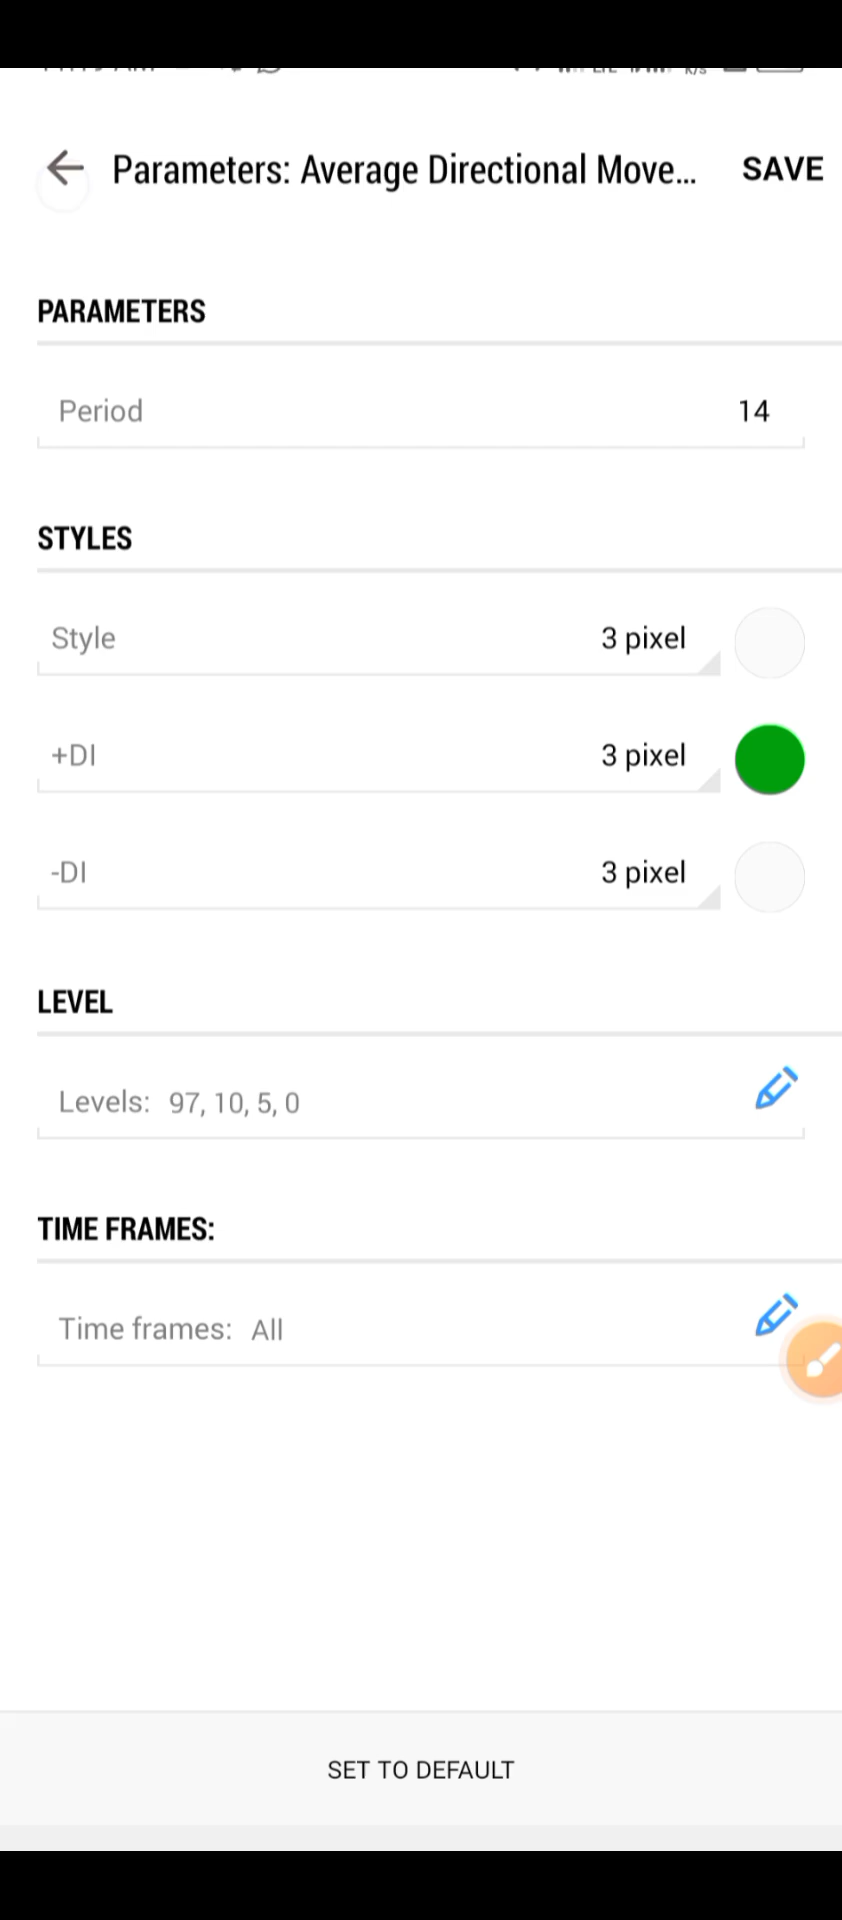 Parameters: Average Directional Move... SAVE
PARAMETERS
Period 14
STYLES
Style 3 pixel
+DI 3 pixel
-DI 3 pixel
LEVEL
Levels: 97, 10, 5, 0
TIME FRAMES:
Time frames: All
SET TO DEFAULT